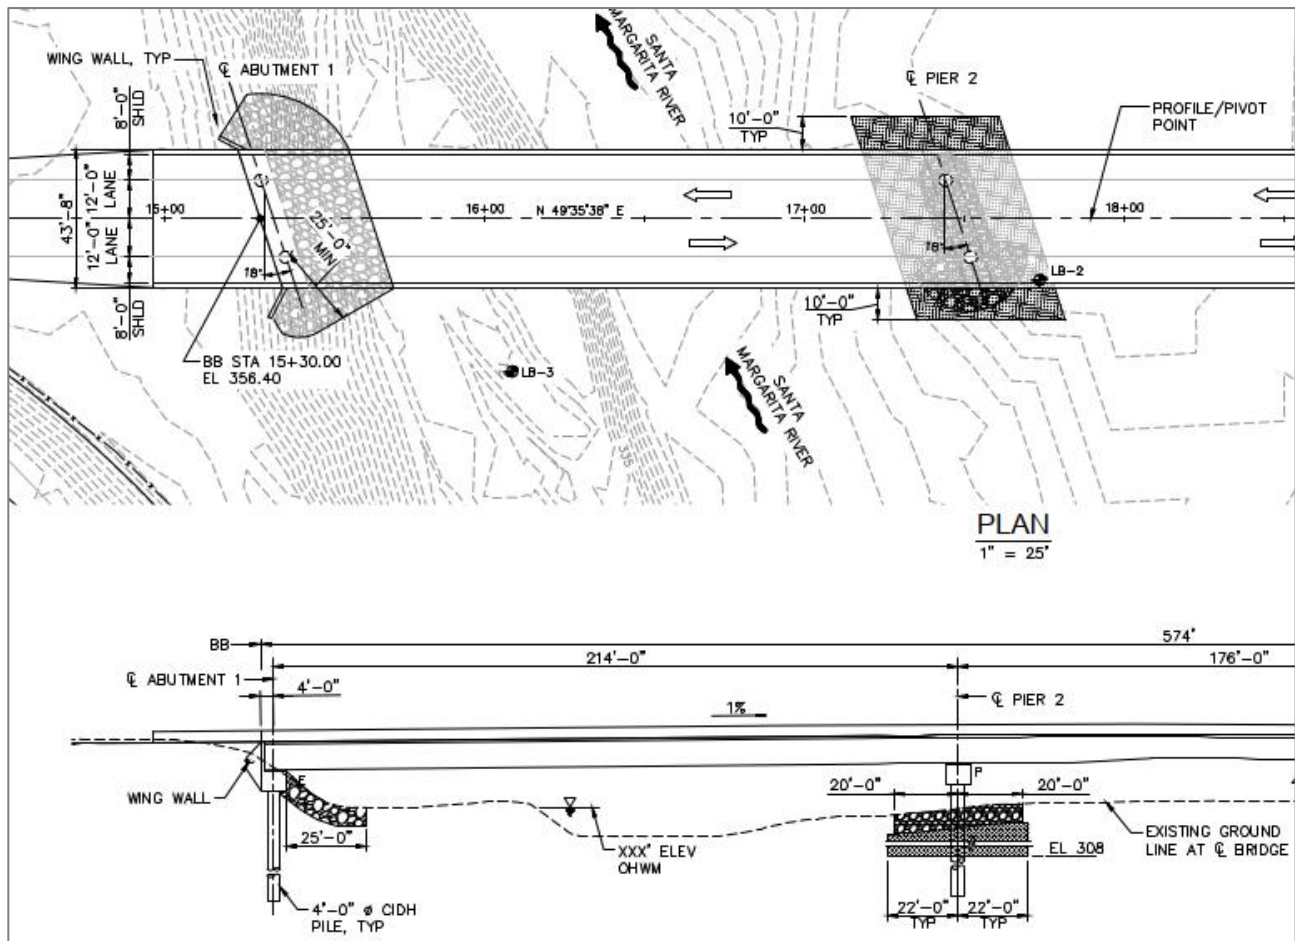 WING WALL, TYP
℄ ABUTMENT 1
SANTA
MARGARITA RIVER
℄ PIER 2
PROFILE/PIVOT
POINT
8'-0"
SHLD
10'-0"
TYP
43'-8"
12'-0"
LANE
12'-0"
LANE
8'-0"
SHLD
15+00
16+00
N 49°35'38" E
17+00
18+00
25'-0"
MIN
18°
18°
LB-2
10'-0"
TYP
BB STA 15+30.00
EL 356.40
LB-3
SANTA
MARGARITA RIVER
335
PLAN
1" = 25'
BB
574'
214'-0"
176'-0"
℄ ABUTMENT 1
4'-0"
℄ PIER 2
1%
E
P
WING WALL
20'-0"
20'-0"
25'-0"
XXX' ELEV
OHWM
EL 308
EXISTING GROUND
LINE AT ℄ BRIDGE
22'-0"
TYP
22'-0"
TYP
4'-0" ø CIDH
PILE, TYP